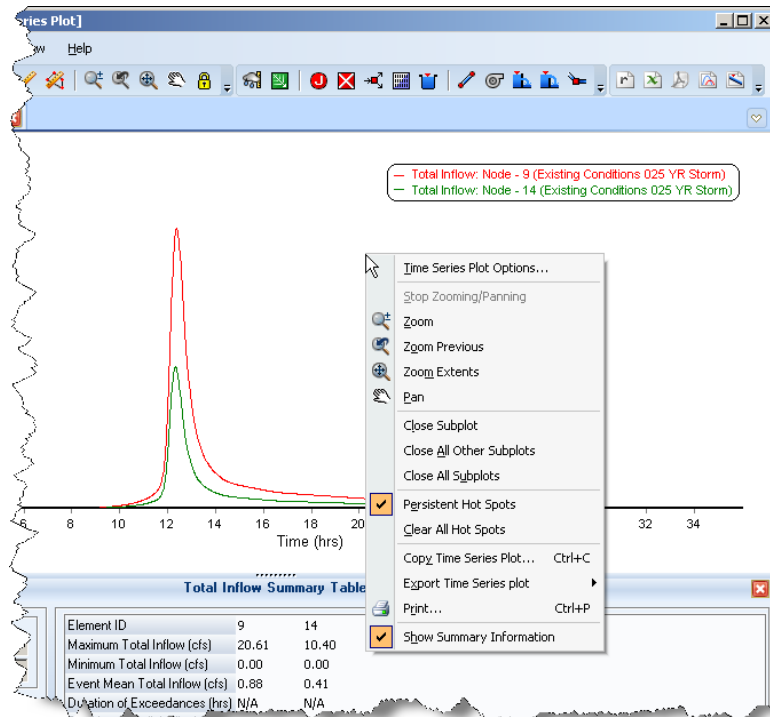 ries Plot]
Help
Total Inflow: Node - 9 (Existing Conditions 025 YR Storm)
Total Inflow: Node - 14 (Existing Conditions 025 YR Storm)
Time Series Plot Options...
Stop Zooming/Panning
Zoom
Zoom Previous
Zoom Extents
Pan
Close Subplot
Close All Other Subplots
Close All Subplots
Persistent Hot Spots
Clear All Hot Spots
Copy Time Series Plot... Ctrl+C
Export Time Series plot
Print... Ctrl+P
Show Summary Information
6 8 10 12 14 16 18 20 32 34
Time (hrs)
Total Inflow Summary Table
Element ID 9 14
Maximum Total Inflow (cfs) 20.61 10.40
Minimum Total Inflow (cfs) 0.00 0.00
Event Mean Total Inflow (cfs) 0.88 0.41
Duration of Exceedances (hrs) N/A N/A